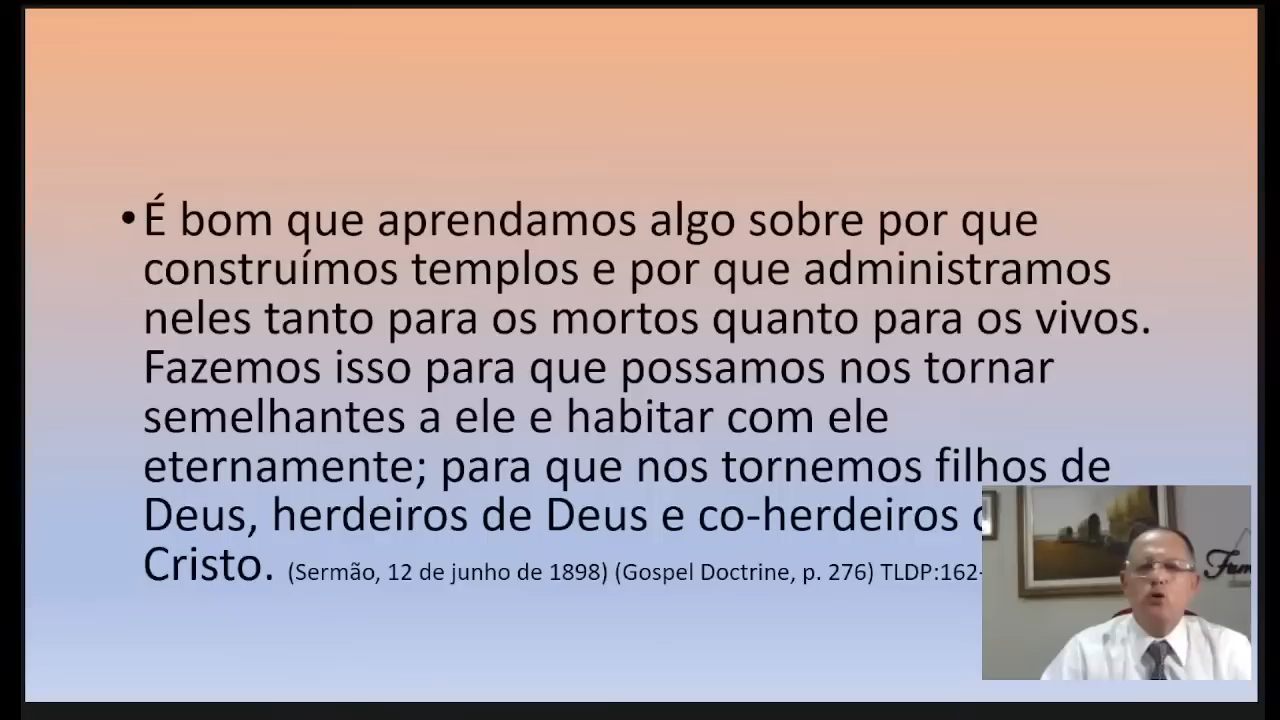 •É bom que aprendamos algo sobre por que
construímos templos e por que administramos
neles tanto para os mortos quanto para os vivos.
Fazemos isso para que possamos nos tornar
semelhantes a ele e habitar com ele
eternamente; para que nos tornemos filhos de
Deus, herdeiros de Deus e co-herdeiros
Cristo. (Sermão, 12 de junho de 1898) (Gospel Doctrine, p. 276) TLDP:162-